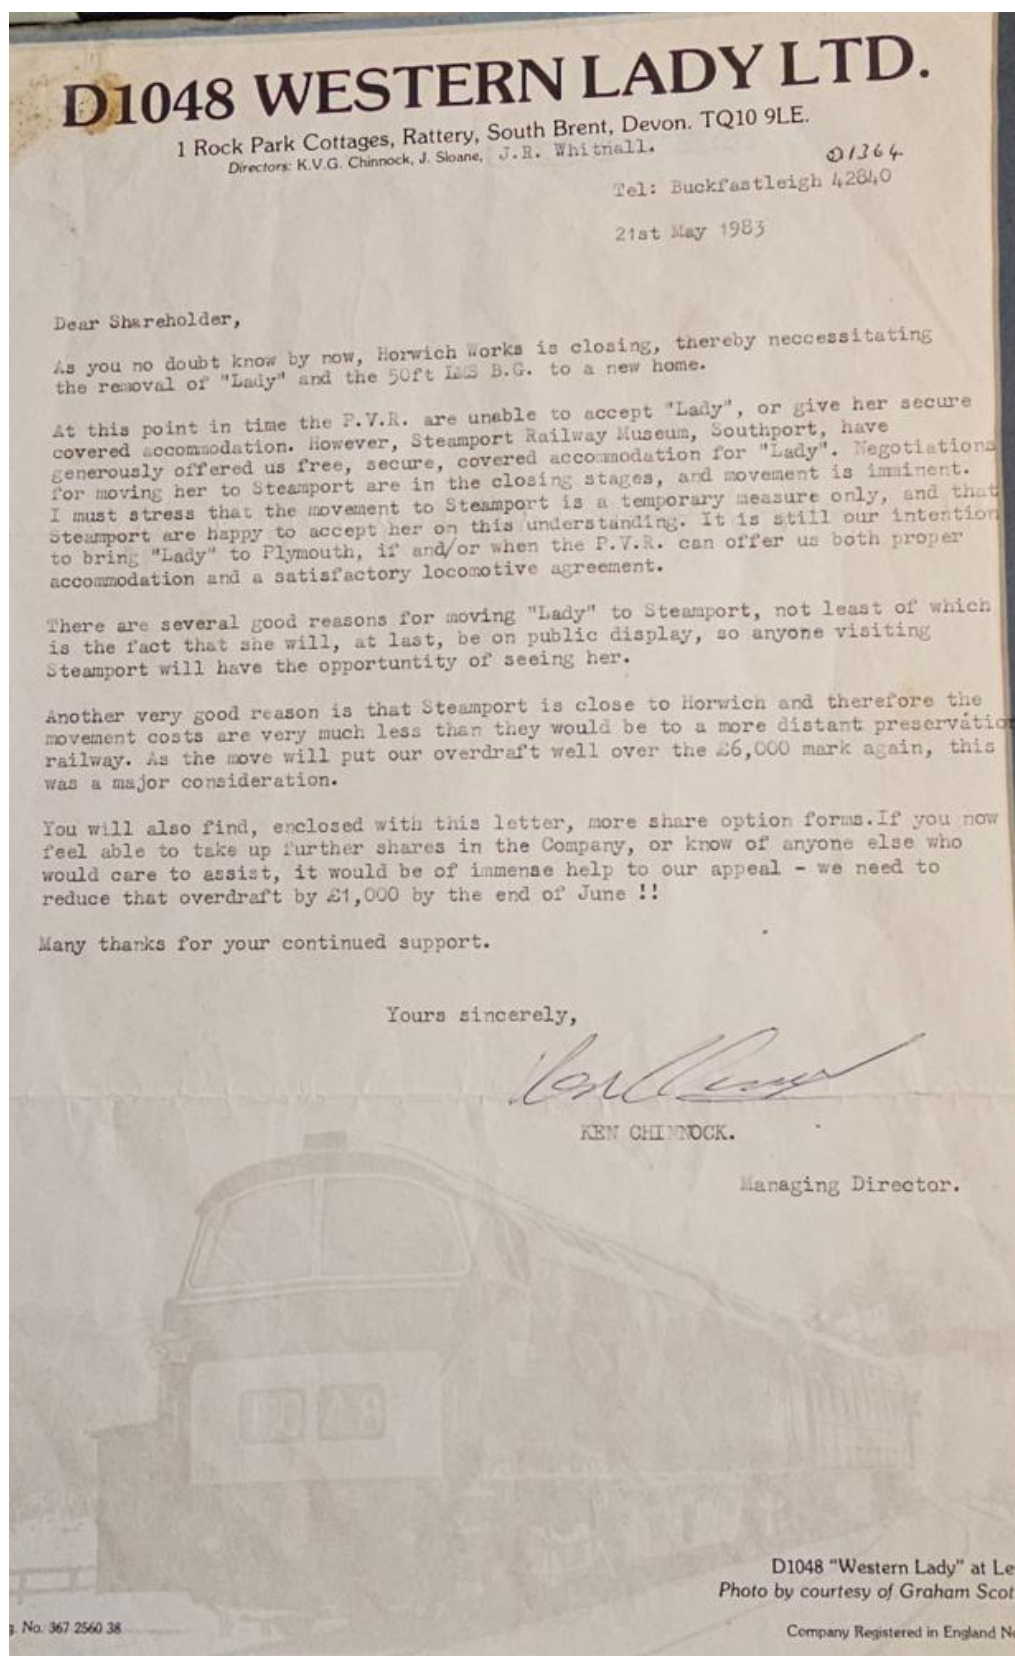 D1048 WESTERN LADY LTD.
1 Rock Park Cottages, Rattery, South Brent, Devon. TQ10 9LE.
Directors: K.V.G. Chinnock, J. Sloane, J.R. Whitnall.
01364
Tel: Buckfastleigh 42840
21st May 1983
Dear Shareholder,
As you no doubt know by now, Horwich Works is closing, thereby neccessitating
the removal of "Lady" and the 50ft LMS B.G. to a new home.
At this point in time the P.V.R. are unable to accept "Lady", or give her secure
covered accommodation. However, Steamport Railway Museum, Southport, have
generously offered us free, secure, covered accommodation for "Lady". Negotiations
for moving her to Steamport are in the closing stages, and movement is imminent.
I must stress that the movement to Steamport is a temporary measure only, and that
Steamport are happy to accept her on this understanding. It is still our intention
to bring "Lady" to Plymouth, if and/or when the P.V.R. can offer us both proper
accommodation and a satisfactory locomotive agreement.
There are several good reasons for moving "Lady" to Steamport, not least of which
is the fact that she will, at last, be on public display, so anyone visiting
Steamport will have the opportuntity of seeing her.
Another very good reason is that Steamport is close to Horwich and therefore the
movement costs are very much less than they would be to a more distant preservatio
railway. As the move will put our overdraft well over the £6,000 mark again, this
was a major consideration.
You will also find, enclosed with this letter, more share option forms.If you now
feel able to take up further shares in the Company, or know of anyone else who
would care to assist, it would be of immense help to our appeal - we need to
reduce that overdraft by £1,000 by the end of June !!
Many thanks for your continued support.
Yours sincerely,
KEN CHINNOCK.
Managing Director.
D1048 "Western Lady" at Le
Photo by courtesy of Graham Scot
. No. 367 2560 38
Company Registered in England No